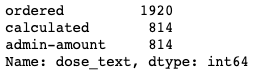 ordered          1920
calculated        814
admin-amount      814
Name: dose_text, dtype: int64